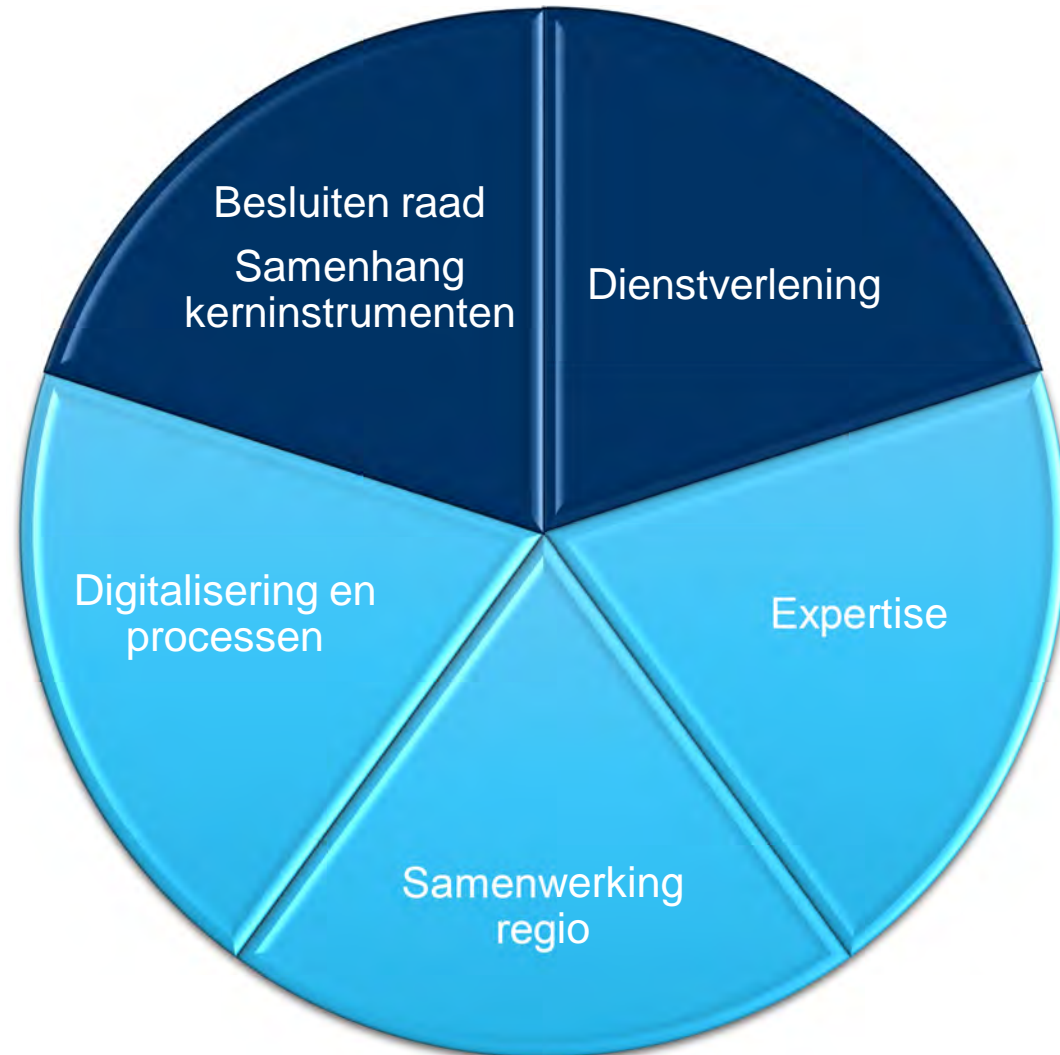 Besluiten raad
Samenhang
kerninstrumenten
Dienstverlening
Digitalisering en
processen
Expertise
Samenwerking
regio